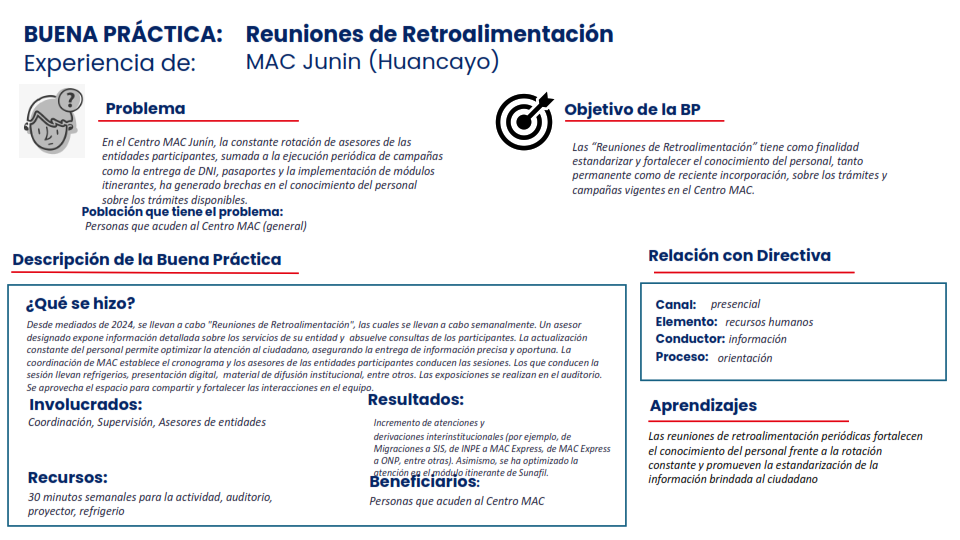 BUENA PRÁCTICA: Reuniones de Retroalimentación
Experiencia de: MAC Junin (Huancayo)
?
Problema
En el Centro MAC Junín, la constante rotación de asesores de las
entidades participantes, sumada a la ejecución periódica de campañas
como la entrega de DNI, pasaportes y la implementación de módulos
itinerantes, ha generado brechas en el conocimiento del personal
sobre los trámites disponibles.
Población que tiene el problema:
Personas que acuden al Centro MAC (general)
Objetivo de la BP
Las “Reuniones de Retroalimentación” tiene como finalidad
estandarizar y fortalecer el conocimiento del personal, tanto
permanente como de reciente incorporación, sobre los trámites y
campañas vigentes en el Centro MAC.
Descripción de la Buena Práctica
¿Qué se hizo?
Desde mediados de 2024, se llevan a cabo "Reuniones de Retroalimentación", las cuales se llevan a cabo semanalmente. Un asesor
designado expone información detallada sobre los servicios de su entidad y absuelve consultas de los participantes. La actualización
constante del personal permite optimizar la atención al ciudadano, asegurando la entrega de información precisa y oportuna. La
coordinación de MAC establece el cronograma y los asesores de las entidades participantes conducen las sesiones. Los que conducen la
sesión llevan refrigerios, presentación digital, material de difusión institucional, entre otros. Las exposiciones se realizan en el auditorio.
Se aprovecha el espacio para compartir y fortalecer las interacciones en el equipo.
Involucrados:
Coordinación, Supervisión, Asesores de entidades
Recursos:
30 minutos semanales para la actividad, auditorio,
proyector, refrigerio
Resultados:
Incremento de atenciones y
derivaciones interinstitucionales (por ejemplo, de
Migraciones a SIS, de INPE a MAC Express, de MAC Express
a ONP, entre otras). Asimismo, se ha optimizado la
atención en el módulo itinerante de Sunafil.
Beneficiarios:
Personas que acuden al Centro MAC
Relación con Directiva
Canal: presencial
Elemento: recursos humanos
Conductor: información
Proceso: orientación
Aprendizajes
Las reuniones de retroalimentación periódicas fortalecen
el conocimiento del personal frente a la rotación
constante y promueven la estandarización de la
información brindada al ciudadano